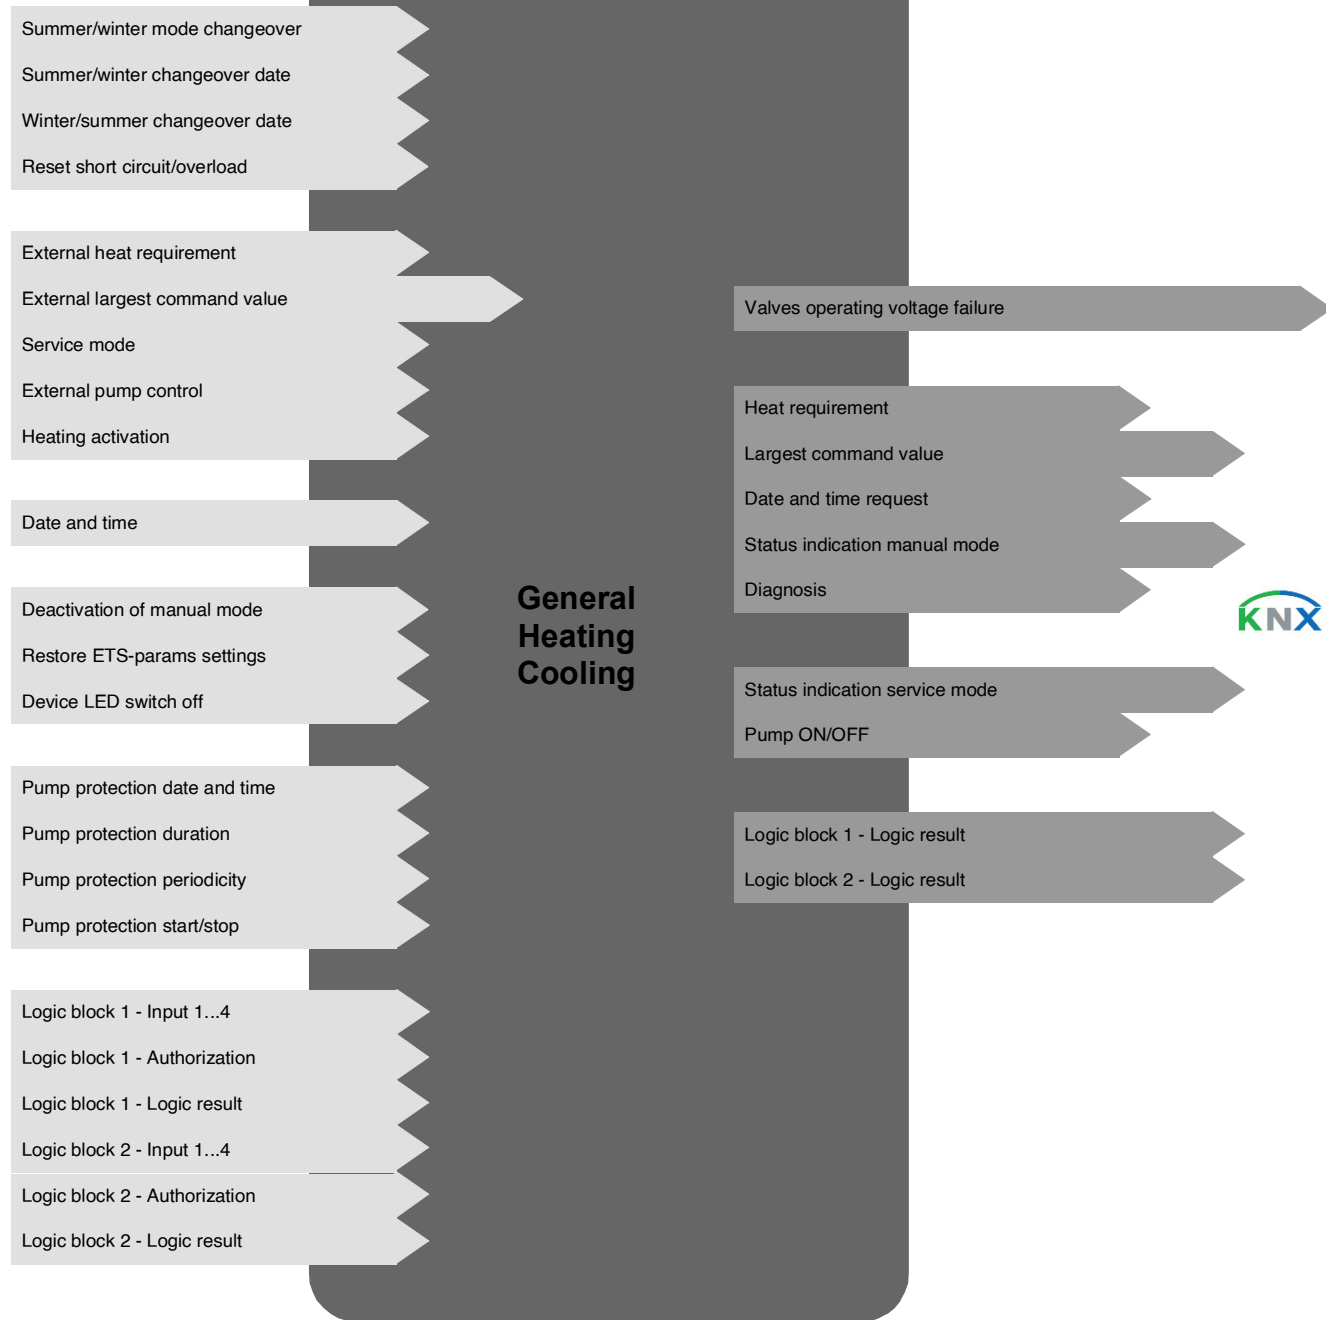 Summer/winter mode changeover
Summer/winter changeover date
Winter/summer changeover date
Reset short circuit/overload
External heat requirement
External largest command value
Service mode
External pump control
Heating activation
Date and time
Deactivation of manual mode
Restore ETS-params settings
Device LED switch off
Pump protection date and time
Pump protection duration
Pump protection periodicity
Pump protection start/stop
Logic block 1 - Input 1...4
Logic block 1 - Authorization
Logic block 1 - Logic result
Logic block 2 - Input 1...4
Logic block 2 - Authorization
Logic block 2 - Logic result
General
Heating
Cooling
Valves operating voltage failure
Heat requirement
Largest command value
Date and time request
Status indication manual mode
Diagnosis
Status indication service mode
Pump ON/OFF
Logic block 1 - Logic result
Logic block 2 - Logic result
KNX